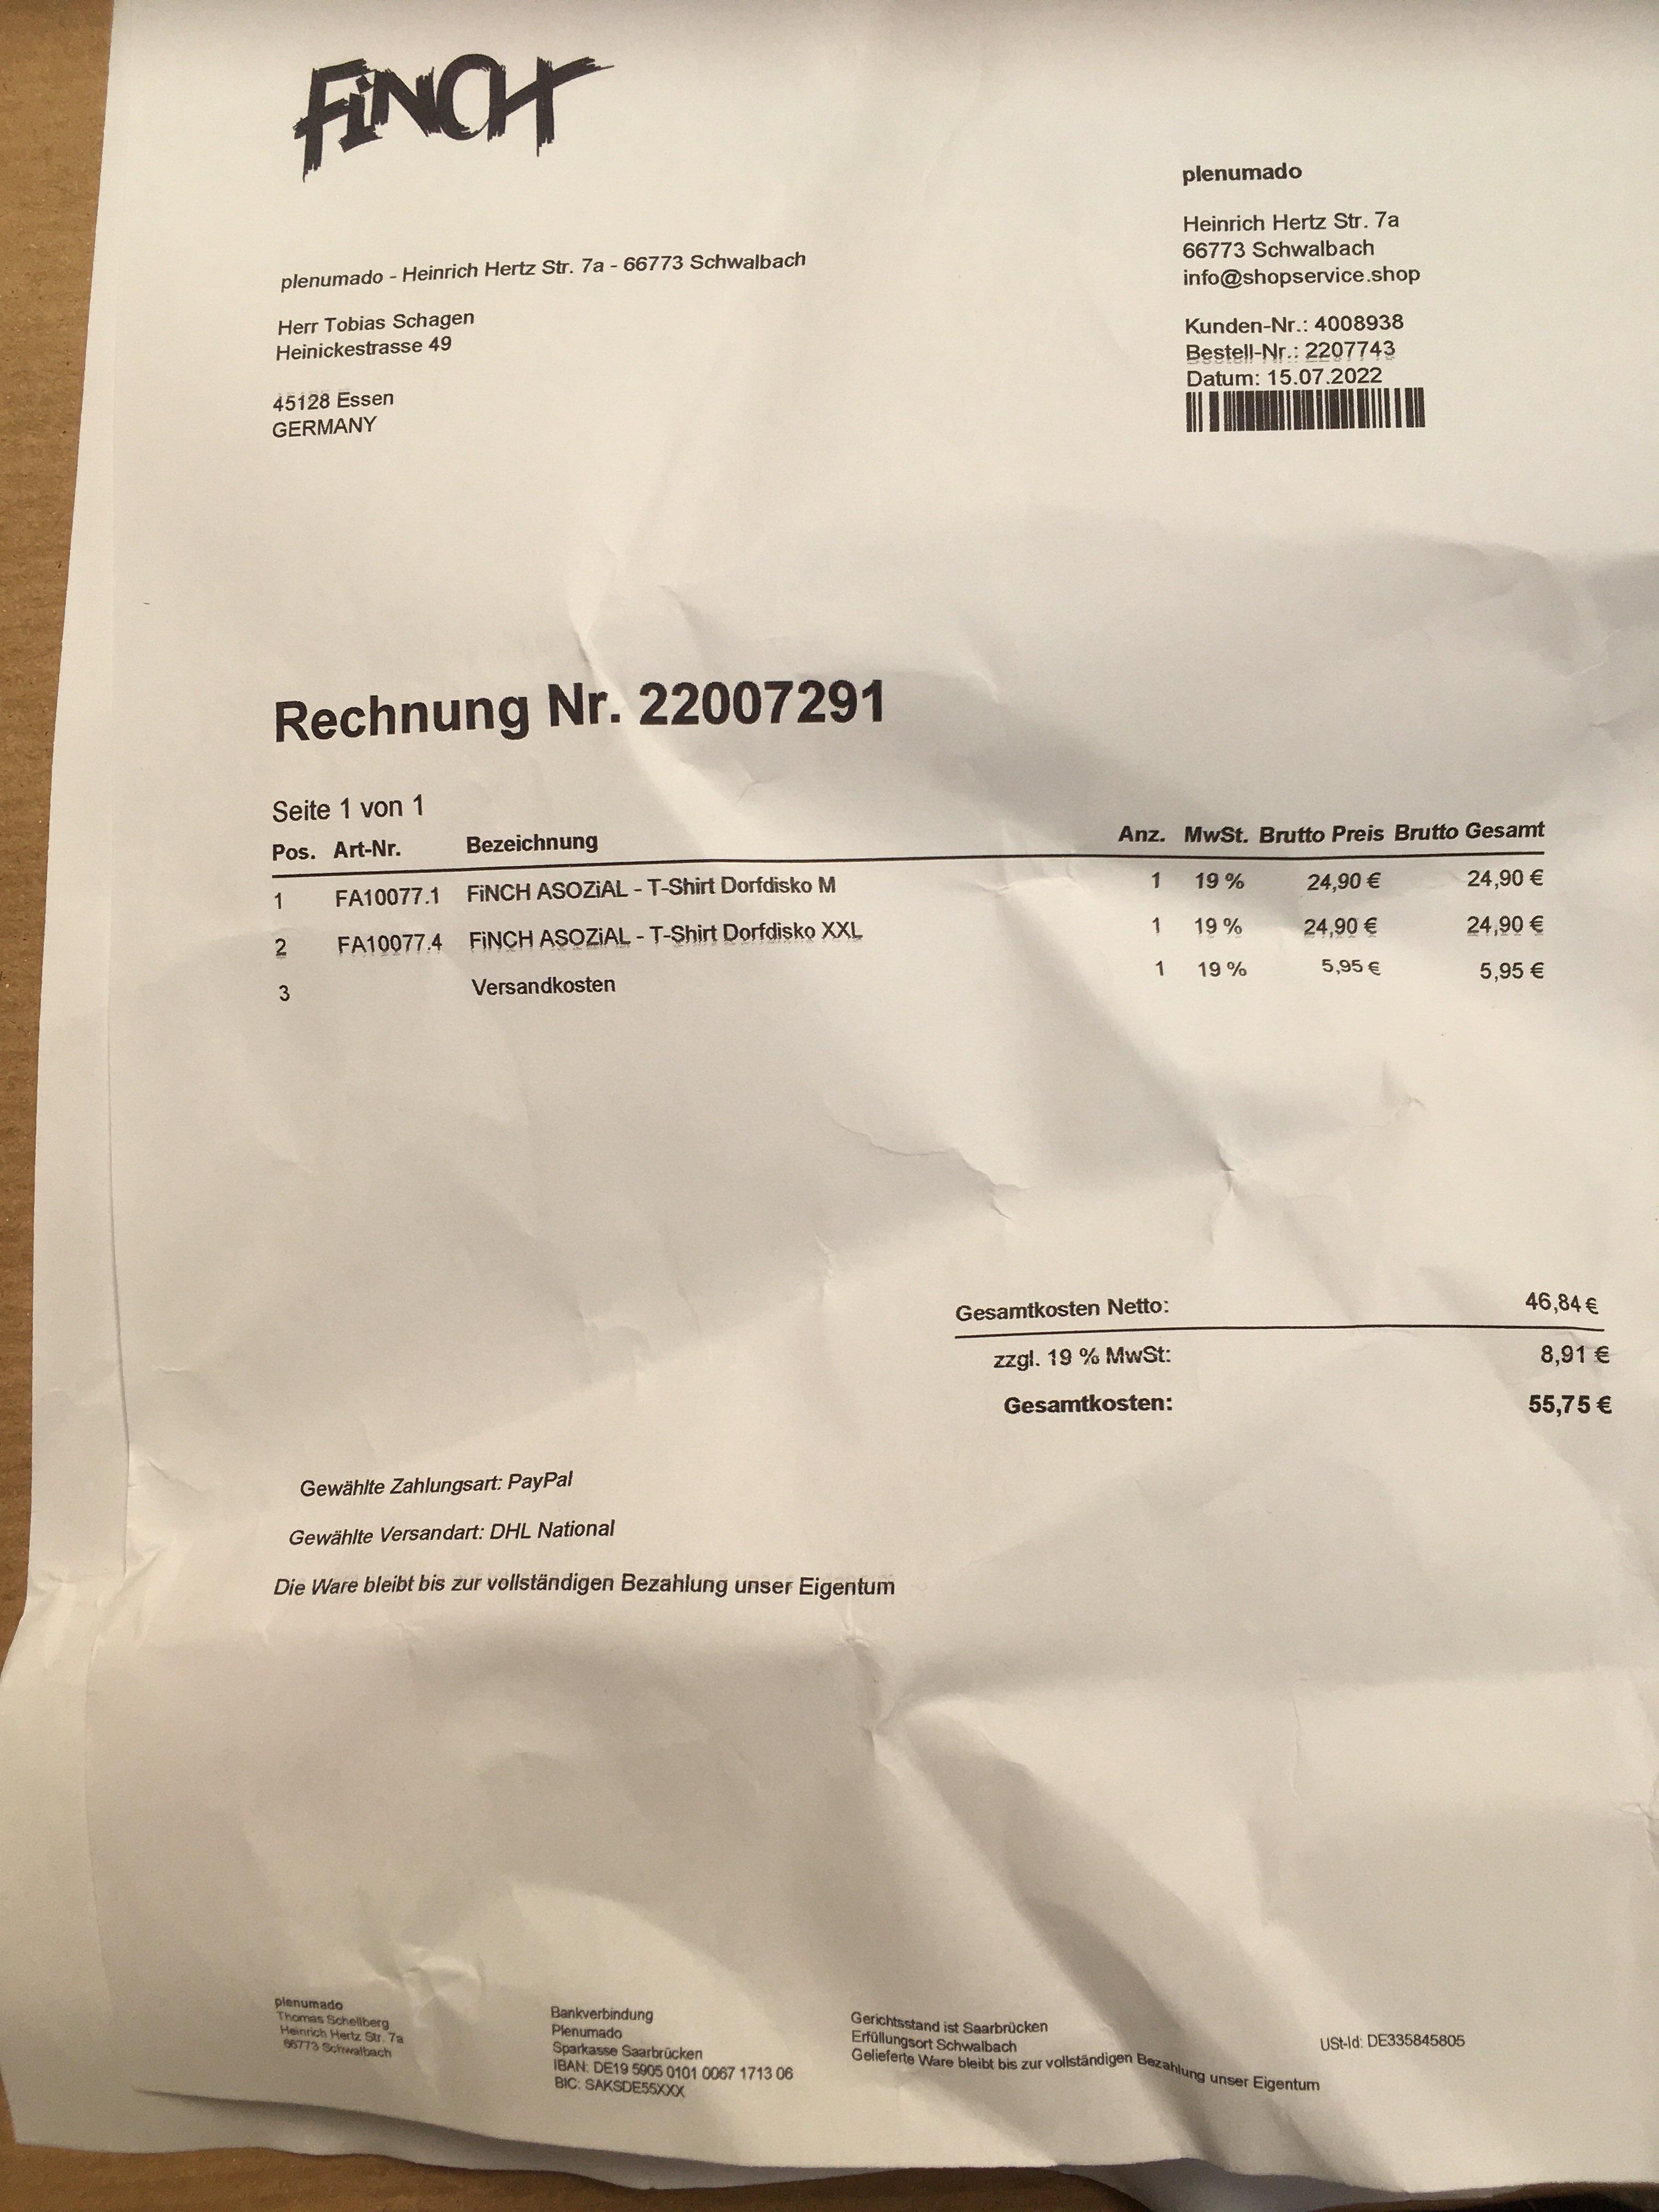 FiNCH
plenumado
Heinrich Hertz Str. 7a
66773 Schwalbach
info@shopservice.shop
plenumado - Heinrich Hertz Str. 7a - 66773 Schwalbach
Herr Tobias Schagen
Heinickestrasse 49
45128 Essen
GERMANY
Kunden-Nr.: 4008938
Bestell-Nr.: 2207743
Datum: 15.07.2022
Rechnung Nr. 22007291
Seite 1 von 1
Pos. Art-Nr. Bezeichnung Anz. MwSt. Brutto Preis Brutto Gesamt
1 FA10077.1 FiNCH ASOZiAL - T-Shirt Dorfdisko M 1 19 % 24,90 € 24,90 €
2 FA10077.4 FiNCH ASOZiAL - T-Shirt Dorfdisko XXL 1 19 % 24,90 € 24,90 €
3 Versandkosten 1 19 % 5,95 € 5,95 €
Gesamtkosten Netto: 46,84 €
zzgl. 19 % MwSt: 8,91 €
Gesamtkosten: 55,75 €
Gewählte Zahlungsart: PayPal
Gewählte Versandart: DHL National
Die Ware bleibt bis zur vollständigen Bezahlung unser Eigentum
plenumado
Thomas Schellberg
Heinrich Hertz Str. 7a
66773 Schwalbach
Bankverbindung
Plenumado
Sparkasse Saarbrücken
IBAN: DE19 5905 0101 0067 1713 06
BIC: SAKSDE55XXX
Gerichtsstand ist Saarbrücken
Erfüllungsort Schwalbach
Gelieferte Ware bleibt bis zur vollständigen Bezahlung unser Eigentum
USt-Id: DE335845805